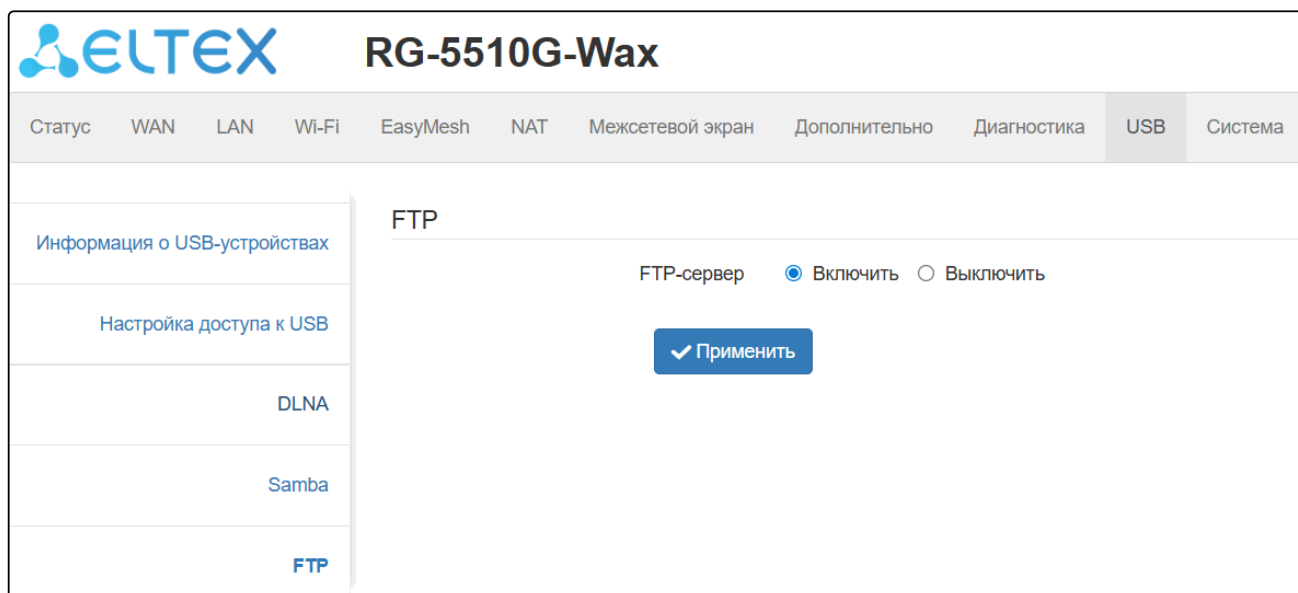 ELTEX RG-5510G-Wax
Статус WAN LAN Wi-Fi EasyMesh NAT Межсетевой экран Дополнительно Диагностика USB Система
Информация о USB-устройствах
Настройка доступа к USB
DLNA
Samba
FTP
FTP
FTP-сервер Включить Выключить
Применить